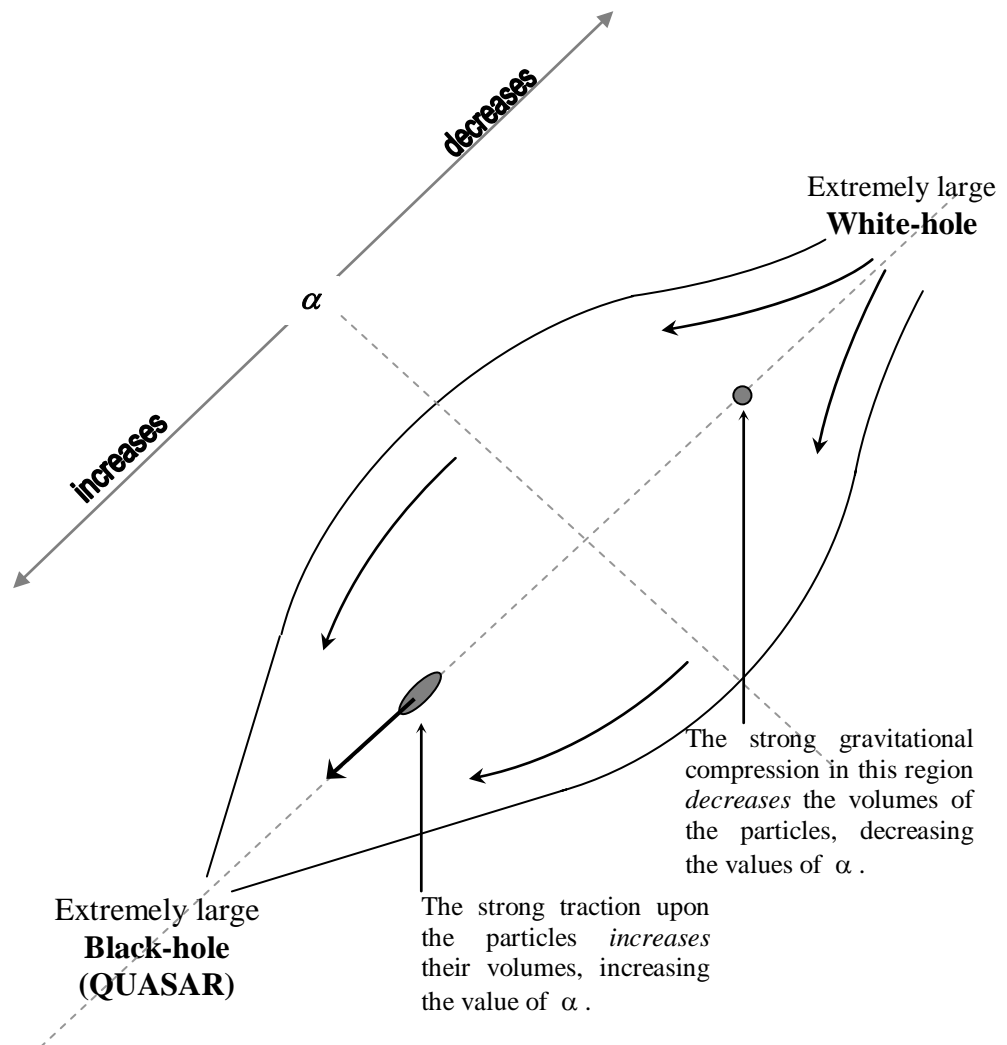 decreases
Extremely large
White-hole
α
increases
The strong gravitational
compression in this region
decreases the volumes of
the particles, decreasing
the values of α .
Extremely large
Black-hole
(QUASAR)
The strong traction upon
the particles increases
their volumes, increasing
the value of α .